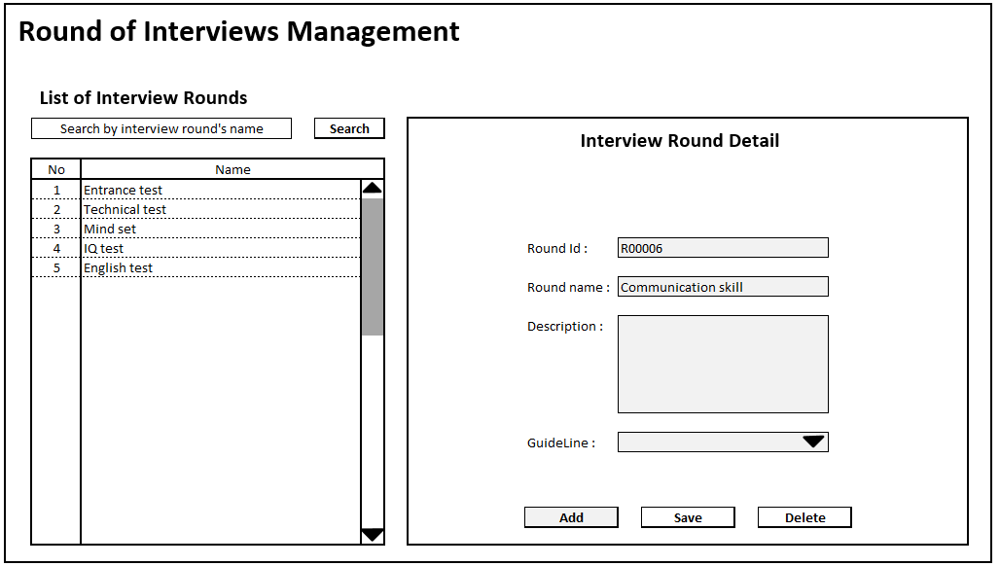 Round of Interviews Management
List of Interview Rounds
Search by interview round's name
Search
No Name
1 Entrance test
2 Technical test
3 Mind set
4 IQ test
5 English test
Interview Round Detail
Round Id : R00006
Round name : Communication skill
Description :
GuideLine :
Add Save Delete